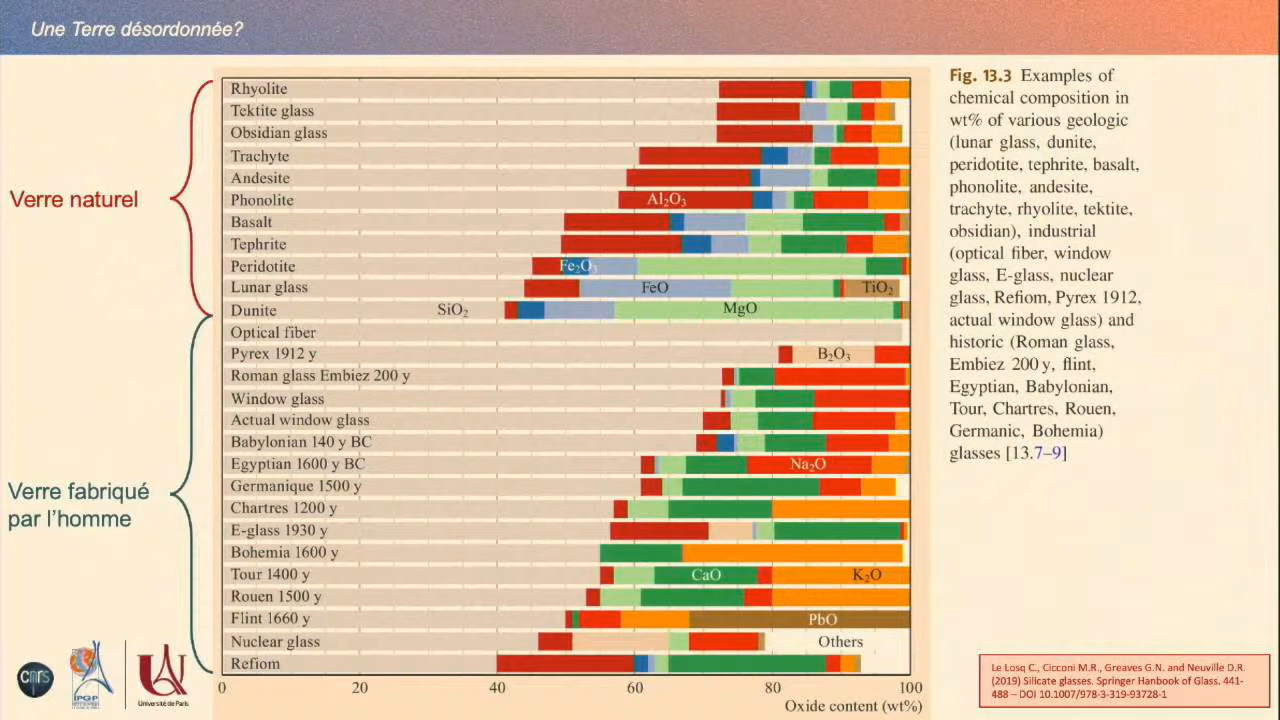 Une Terre désordonnée?
Verre naturel
Verre fabriqué
par l'homme
Rhyolite
Tektite glass
Obsidian glass
Trachyte
Andesite
Phonolite Al₂O₃
Basalt
Tephrite
Peridotite Fe₂O₃
Lunar glass FeO TiO₂
Dunite SiO₂ MgO
Optical fiber
Pyrex 1912 y B₂O₃
Roman glass Embiez 200 y
Window glass
Actual window glass
Babylonian 140 y BC
Egyptian 1600 y BC Na₂O
Germanique 1500 y
Chartres 1200 y
E-glass 1930 y
Bohemia 1600 y
Tour 1400 y CaO K₂O
Rouen 1500 y
Flint 1660 y PbO
Nuclear glass Others
Refiom
0 20 40 60 80 100
Oxide content (wt%)
Fig. 13.3 Examples of
chemical composition in
wt% of various geologic
(lunar glass, dunite,
peridotite, tephrite, basalt,
phonolite, andesite,
trachyte, rhyolite, tektite,
obsidian), industrial
(optical fiber, window
glass, E-glass, nuclear
glass, Refiom, Pyrex 1912,
actual window glass) and
historic (Roman glass,
Embiez 200 y, flint,
Egyptian, Babylonian,
Tour, Chartres, Rouen,
Germanic, Bohemia)
glasses [13.7–9]
Le Losq C., Cicconi M.R., Greaves G.N. and Neuville D.R.
(2019) Silicate glasses. Springer Hanbook of Glass, 441-
488 – DOI 10.1007/978-3-319-93728-1
cnrs
IPGP
Université de Paris